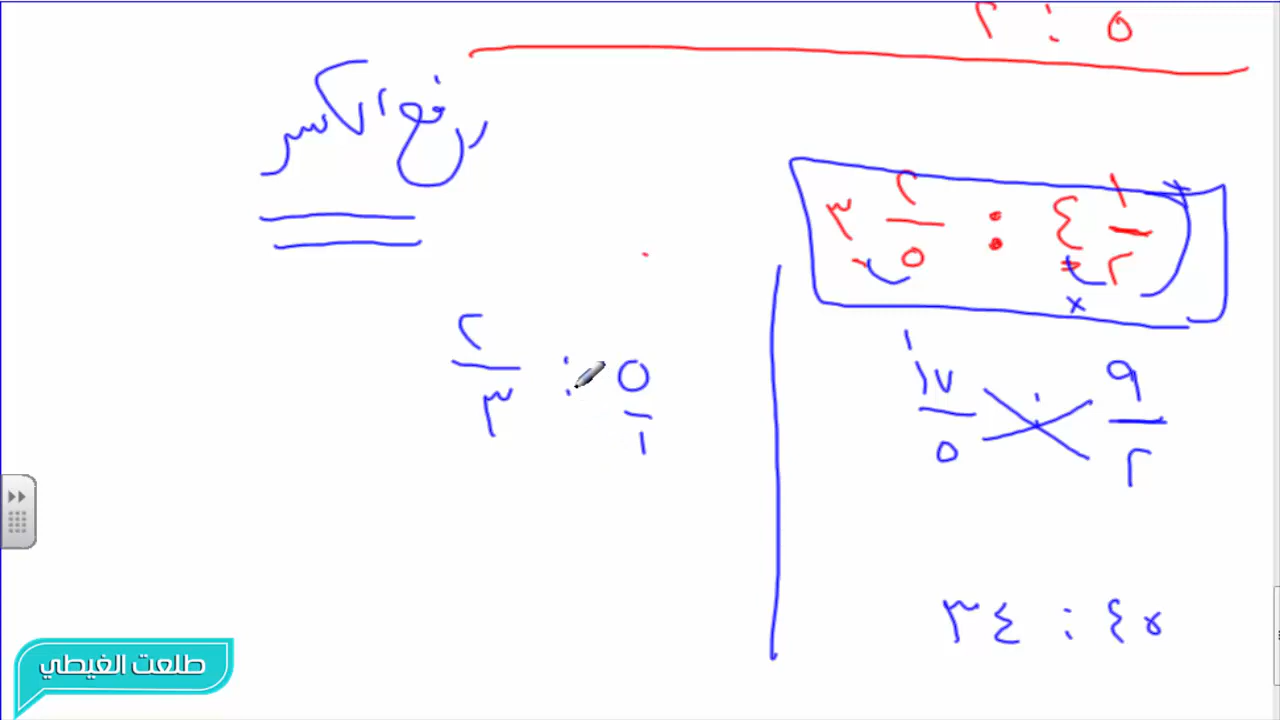 ٥ : ٢
رفع الكسر
٤ ١/٢ : ٣ ٢/٥
٩/٢ : ١٧/٥
٤٥ : ٣٤
٥/١ : ٢/٣
طلعت الغيطي